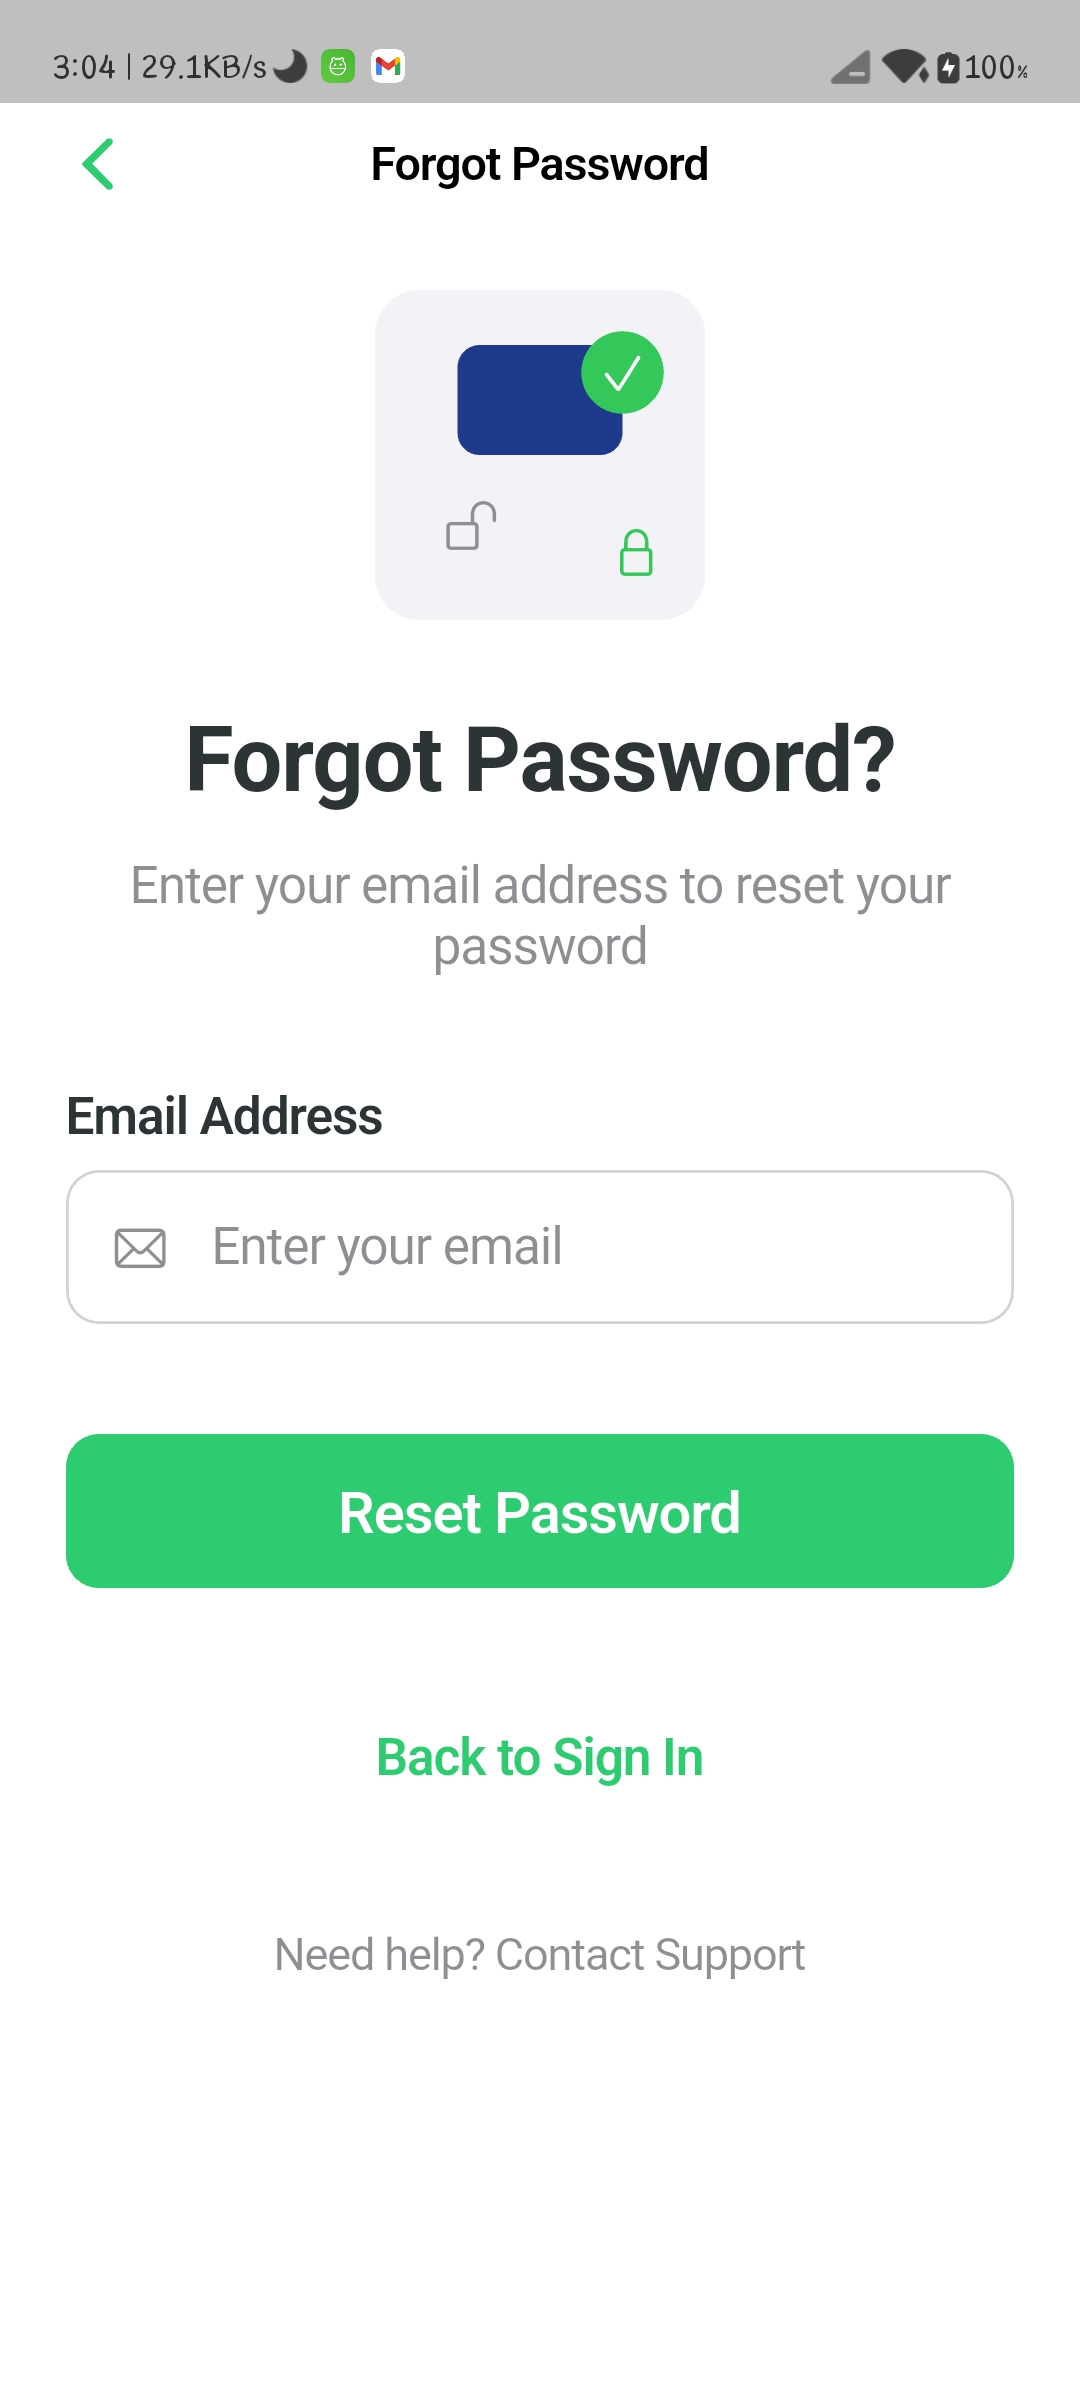 3:04 | 29.1KB/s 100%
Forgot Password
Forgot Password?
Enter your email address to reset your
password
Email Address
Enter your email
Reset Password
Back to Sign In
Need help? Contact Support